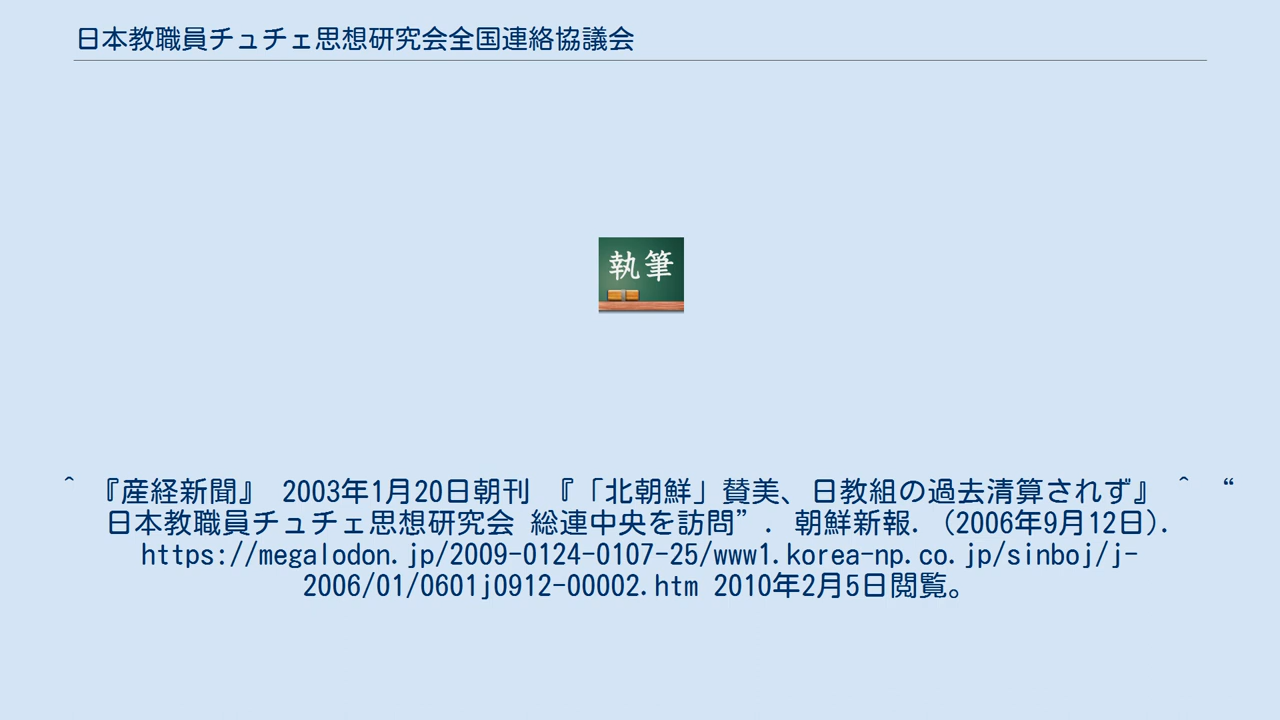 日本教職員チュチェ思想研究会全国連絡協議会
執筆
^ 『産経新聞』 2003年1月20日朝刊 『「北朝鮮」賛美、日教組の過去清算されず』 ^ “
日本教職員チュチェ思想研究会 総連中央を訪問”. 朝鮮新報. (2006年9月12日).
https://megalodon.jp/2009-0124-0107-25/www1.korea-np.co.jp/sinboj/j-
2006/01/0601j0912-00002.htm 2010年2月5日閲覧。